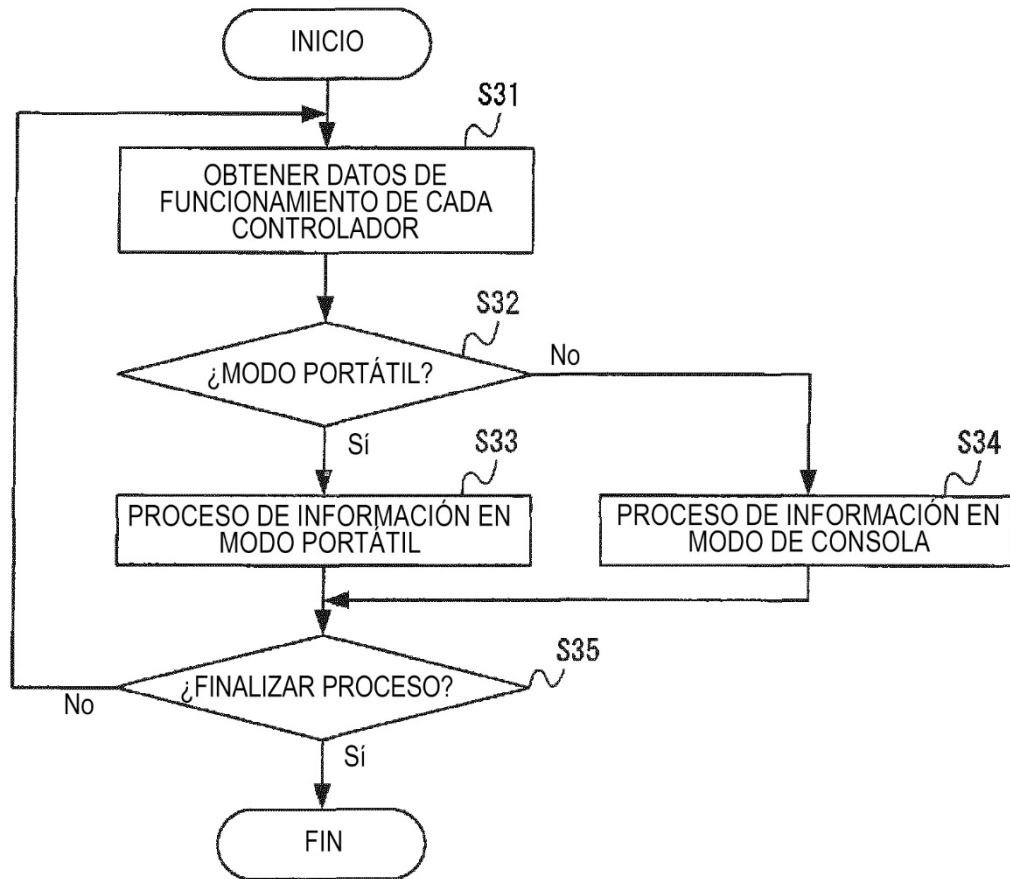 INICIO
S31
OBTENER DATOS DE
FUNCIONAMIENTO DE CADA
CONTROLADOR
S32
¿MODO PORTÁTIL?
No
Sí
S33
PROCESO DE INFORMACIÓN EN
MODO PORTÁTIL
S34
PROCESO DE INFORMACIÓN EN
MODO DE CONSOLA
S35
¿FINALIZAR PROCESO?
No
Sí
FIN